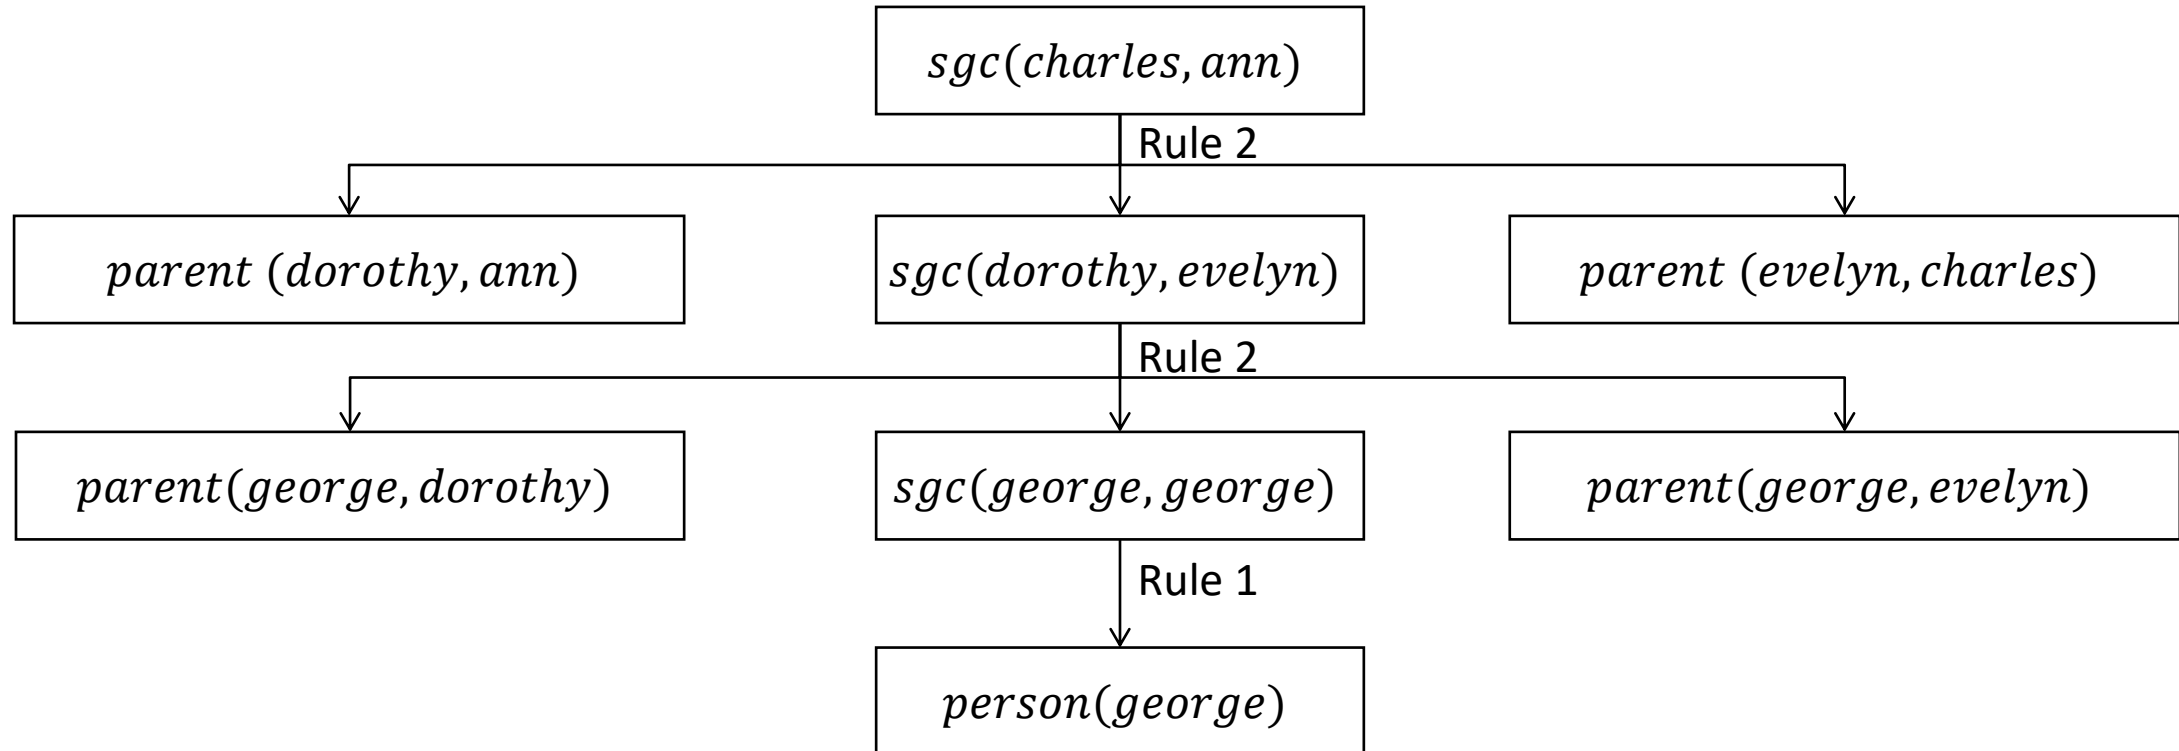 sgc(charles, ann)
Rule 2
parent (dorothy, ann)
sgc(dorothy, evelyn)
parent (evelyn, charles)
Rule 2
parent(george, dorothy)
sgc(george, george)
parent(george, evelyn)
Rule 1
person(george)